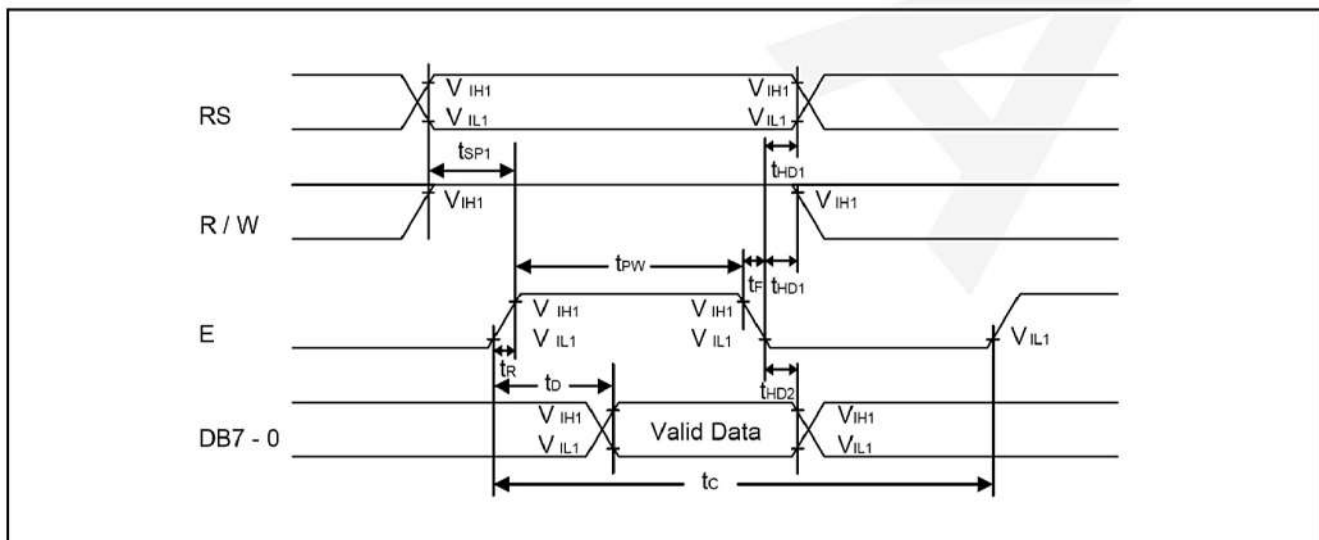 RS
V IH1 V IH1
V IL1 V IL1
tSP1 tHD1
R / W
VIH1 VIH1
tPW tF tHD1
E
V IH1 V IH1
V IL1 V IL1 V IL1
tR tD tHD2
DB7 - 0
V IH1 Valid Data VIH1
V IL1 VIL1
tC